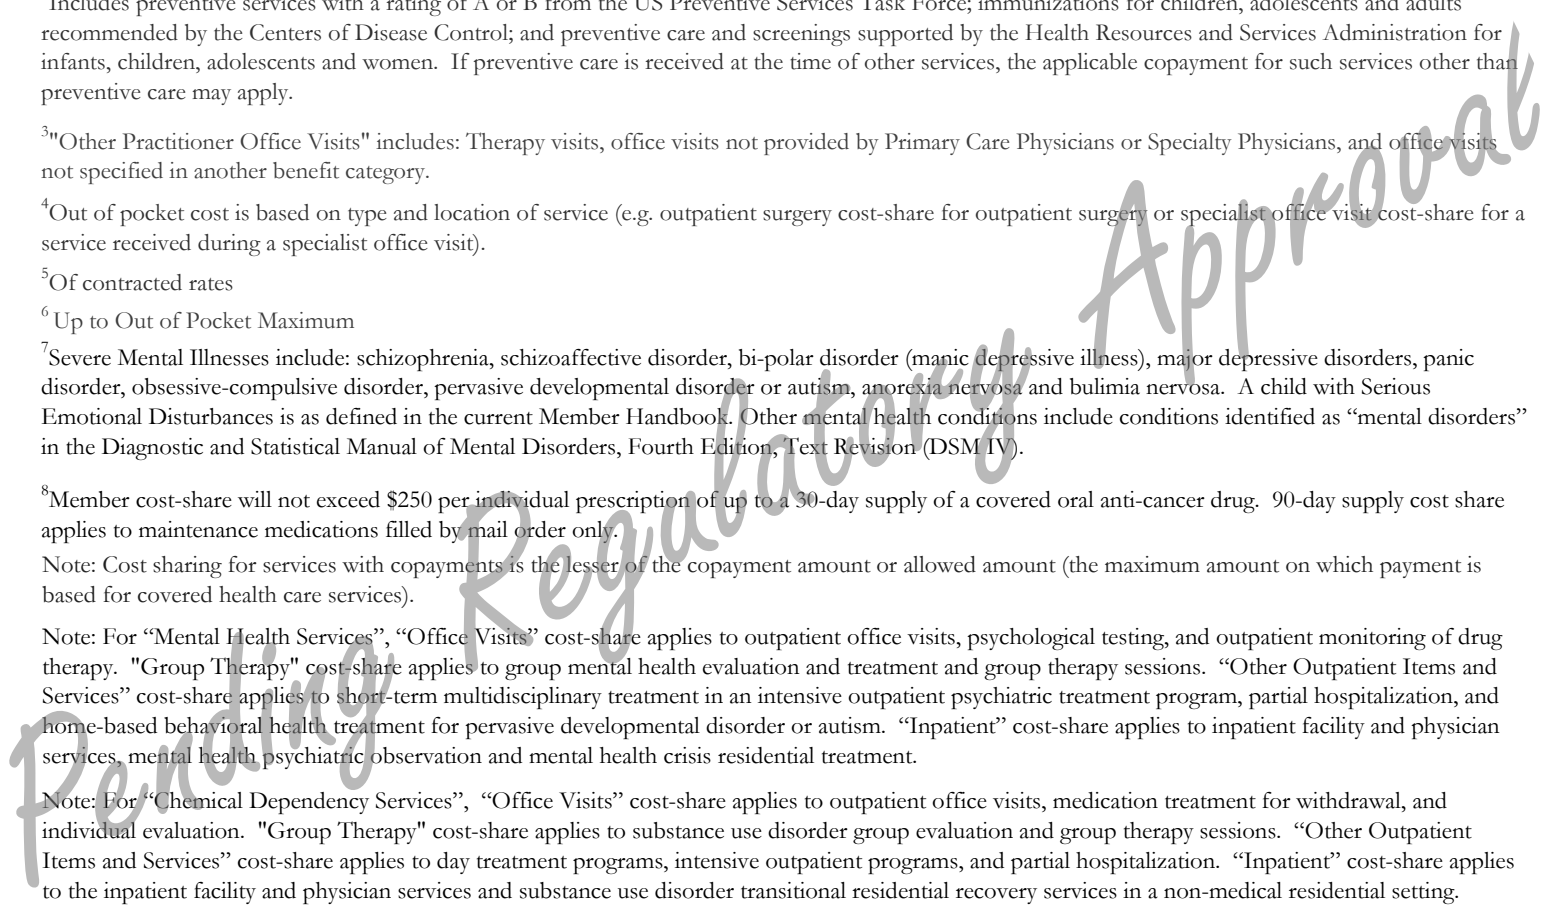 Includes preventive services with a rating of A or B from the US Preventive Services Task Force; immunizations for children, adolescents and adults
recommended by the Centers of Disease Control; and preventive care and screenings supported by the Health Resources and Services Administration for
infants, children, adolescents and women.  If preventive care is received at the time of other services, the applicable copayment for such services other than
preventive care may apply.
3"Other Practitioner Office Visits" includes: Therapy visits, office visits not provided by Primary Care Physicians or Specialty Physicians, and office visits
not specified in another benefit category.
4Out of pocket cost is based on type and location of service (e.g. outpatient surgery cost-share for outpatient surgery or specialist office visit cost-share for a
service received during a specialist office visit).
5Of contracted rates
6 Up to Out of Pocket Maximum
7Severe Mental Illnesses include: schizophrenia, schizoaffective disorder, bi-polar disorder (manic depressive illness), major depressive disorders, panic
disorder, obsessive-compulsive disorder, pervasive developmental disorder or autism, anorexia nervosa and bulimia nervosa.  A child with Serious
Emotional Disturbances is as defined in the current Member Handbook. Other mental health conditions include conditions identified as “mental disorders”
in the Diagnostic and Statistical Manual of Mental Disorders, Fourth Edition, Text Revision (DSM IV).
8Member cost-share will not exceed $250 per individual prescription of up to a 30-day supply of a covered oral anti-cancer drug.  90-day supply cost share
applies to maintenance medications filled by mail order only.
Note: Cost sharing for services with copayments is the lesser of the copayment amount or allowed amount (the maximum amount on which payment is
based for covered health care services).
Note: For “Mental Health Services”, “Office Visits” cost-share applies to outpatient office visits, psychological testing, and outpatient monitoring of drug
therapy.  "Group Therapy" cost-share applies to group mental health evaluation and treatment and group therapy sessions.  “Other Outpatient Items and
Services” cost-share applies to short-term multidisciplinary treatment in an intensive outpatient psychiatric treatment program, partial hospitalization, and
home-based behavioral health treatment for pervasive developmental disorder or autism.  “Inpatient” cost-share applies to inpatient facility and physician
services, mental health psychiatric observation and mental health crisis residential treatment.
Note: For “Chemical Dependency Services”,  “Office Visits” cost-share applies to outpatient office visits, medication treatment for withdrawal, and
individual evaluation.  "Group Therapy" cost-share applies to substance use disorder group evaluation and group therapy sessions.  “Other Outpatient
Items and Services” cost-share applies to day treatment programs, intensive outpatient programs, and partial hospitalization.  “Inpatient” cost-share applies
to the inpatient facility and physician services and substance use disorder transitional residential recovery services in a non-medical residential setting.
Pending Regulatory Approval